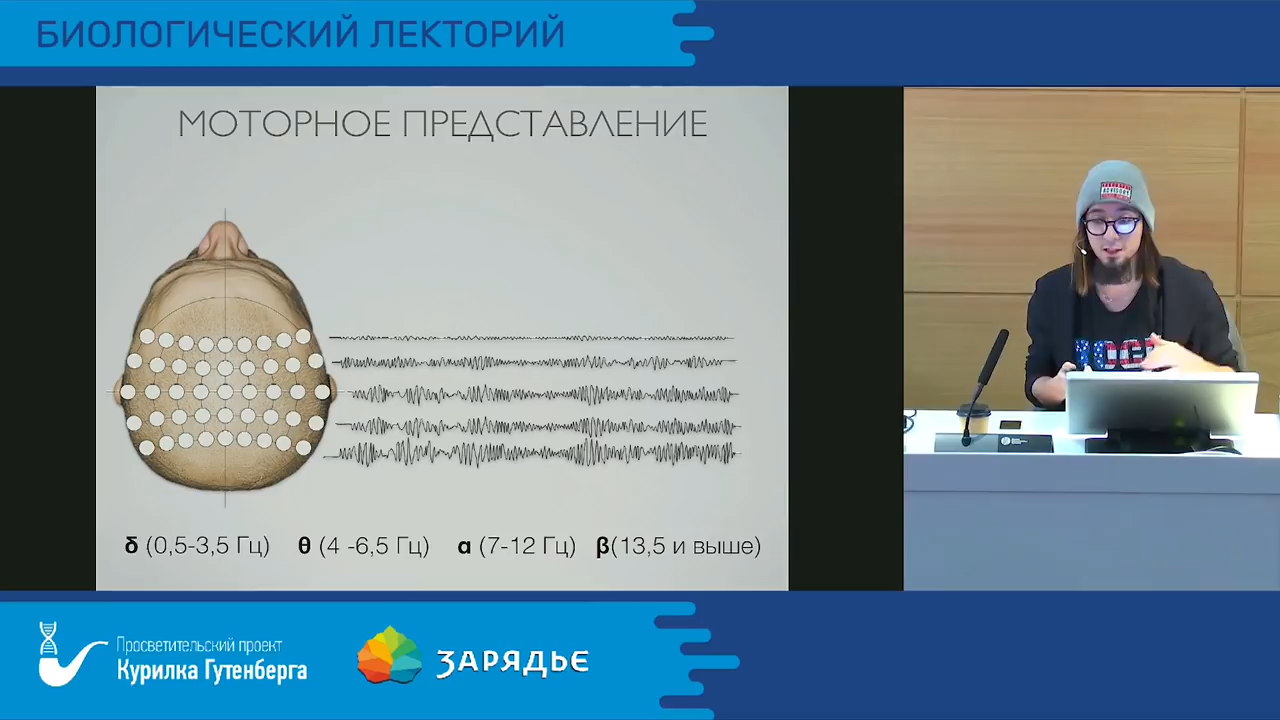 БИОЛОГИЧЕСКИЙ ЛЕКТОРИЙ
МОТОРНОЕ ПРЕДСТАВЛЕНИЕ
ADVISORY
δ (0,5-3,5 Гц) θ (4 -6,5 Гц) α (7-12 Гц) β(13,5 и выше)
Просветительский проект
Курилка Гутенберга
ЗАРЯДЬЕ